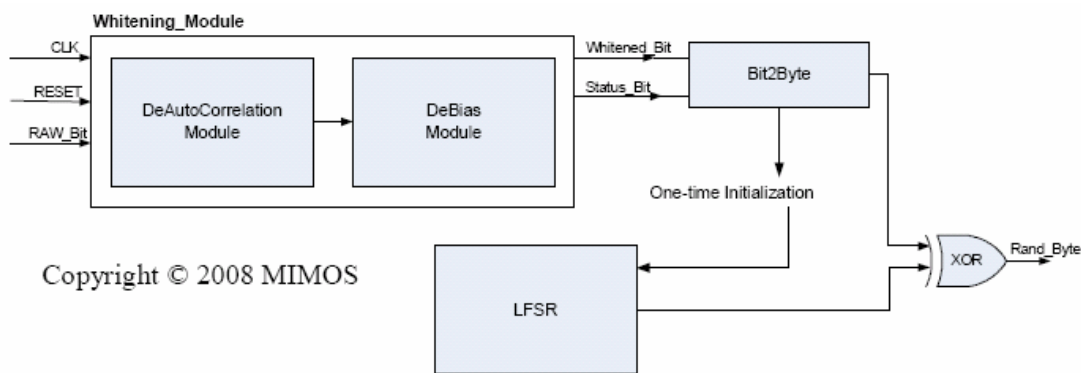 Whitening_Module
CLK
RESET
RAW_Bit
DeAutoCorrelation
Module
DeBias
Module
Whitened_Bit
Status_Bit
Bit2Byte
One-time Initialization
LFSR
XOR
Rand_Byte
Copyright © 2008 MIMOS